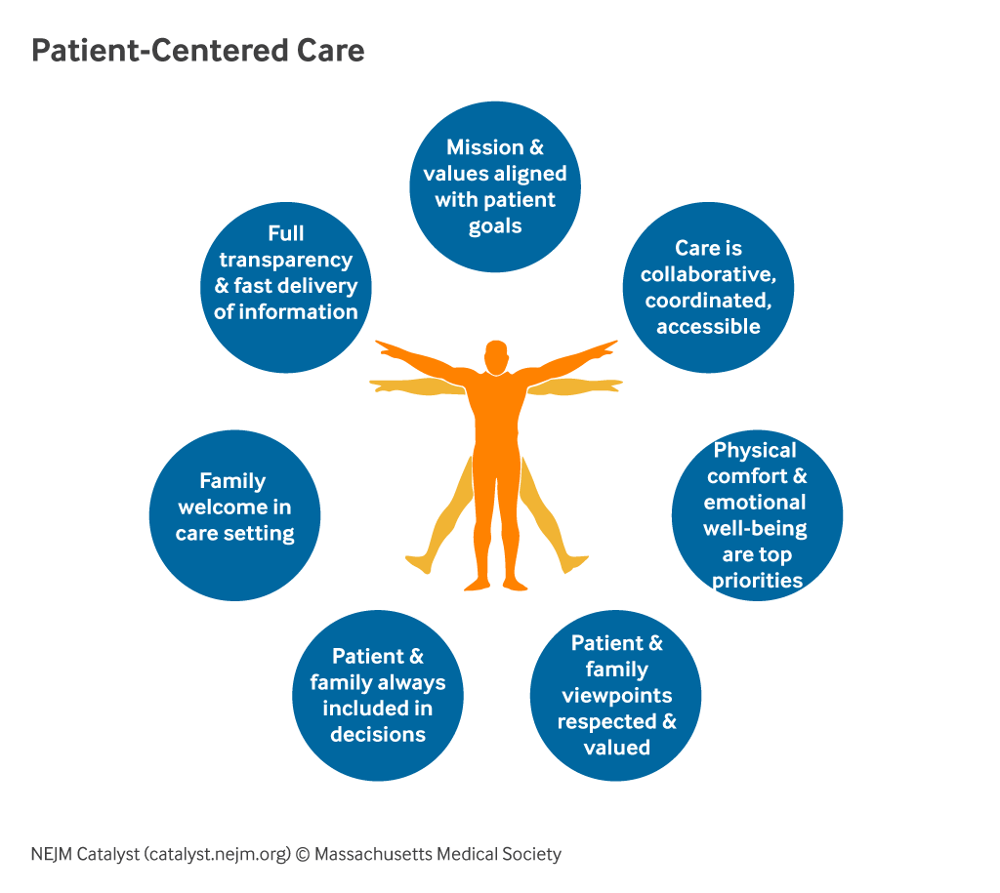 Patient-Centered Care
Mission &
values aligned
with patient
goals
Care is
collaborative,
coordinated,
accessible
Physical
comfort &
emotional
well-being
are top
priorities
Patient &
family
viewpoints
respected &
valued
Patient &
family always
included in
decisions
Family
welcome in
care setting
Full
transparency
& fast delivery
of information
NEJM Catalyst (catalyst.nejm.org) © Massachusetts Medical Society